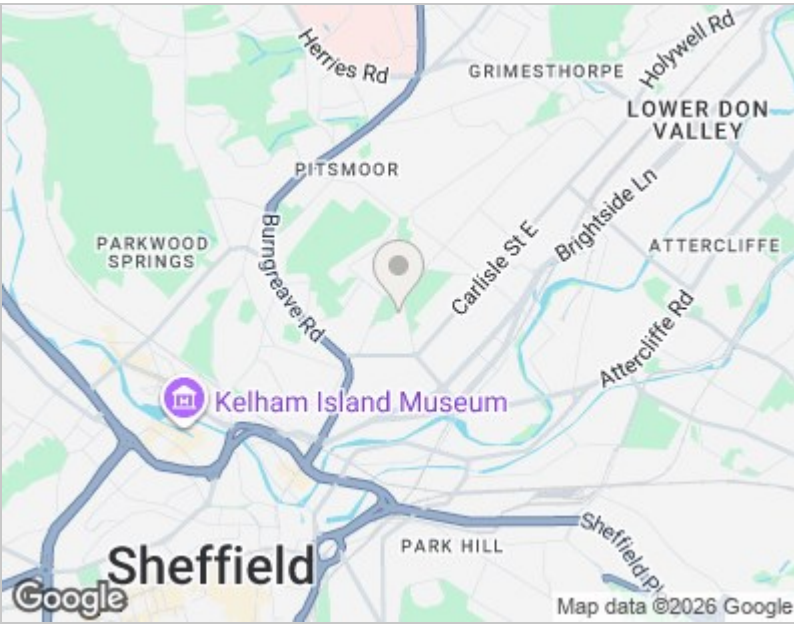 Herries Rd
GRIMESTHORPE
Holywell Rd
LOWER DON
VALLEY
PITSMOOR
Brightside Ln
Burngreave Rd
PARKWOOD
SPRINGS
Carlisle St E
ATTERCLIFFE
Attercliffe Rd
Kelham Island Museum
Sheffield
PARK HILL
Sheffield
Google
Map data ©2026 Google